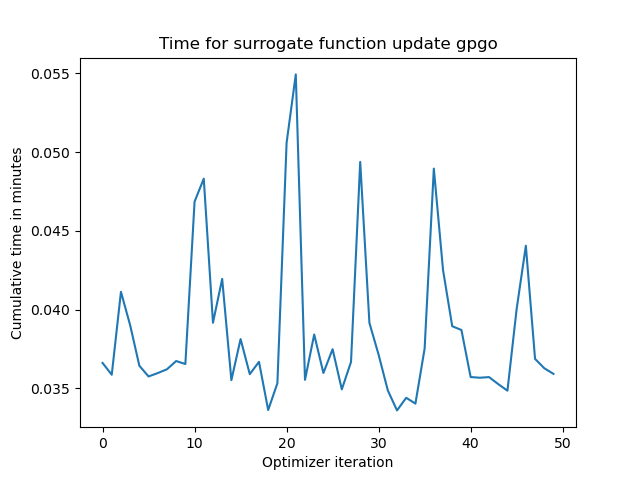 Time for surrogate function update gpgo
Cumulative time in minutes
0.055
0.050
0.045
0.040
0.035
0 10 20 30 40 50
Optimizer iteration